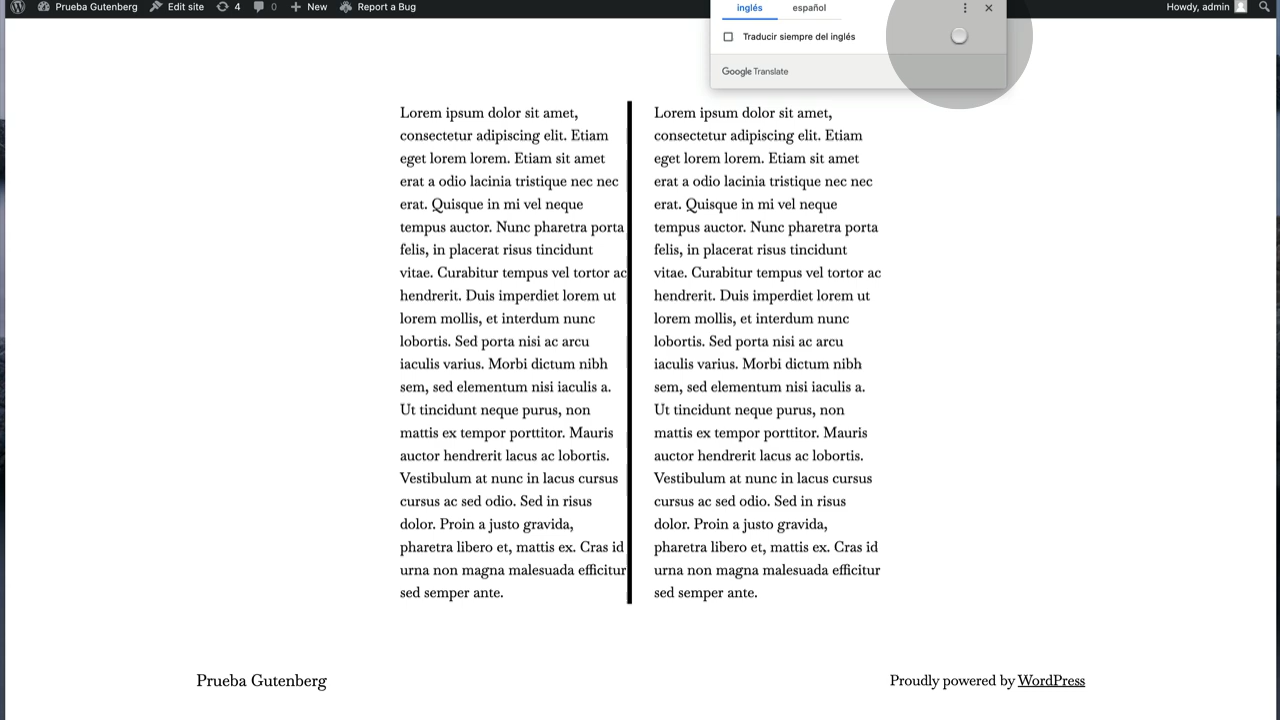 Prueba Gutenberg Edit site 4 0 New Report a Bug Howdy, admin
inglés español
Traducir siempre del inglés
Google Translate
Lorem ipsum dolor sit amet,
consectetur adipiscing elit. Etiam
eget lorem lorem. Etiam sit amet
erat a odio lacinia tristique nec nec
erat. Quisque in mi vel neque
tempus auctor. Nunc pharetra porta
felis, in placerat risus tincidunt
vitae. Curabitur tempus vel tortor ac
hendrerit. Duis imperdiet lorem ut
lorem mollis, et interdum nunc
lobortis. Sed porta nisi ac arcu
iaculis varius. Morbi dictum nibh
sem, sed elementum nisi iaculis a.
Ut tincidunt neque purus, non
mattis ex tempor porttitor. Mauris
auctor hendrerit lacus ac lobortis.
Vestibulum at nunc in lacus cursus
cursus ac sed odio. Sed in risus
dolor. Proin a justo gravida,
pharetra libero et, mattis ex. Cras id
urna non magna malesuada efficitur
sed semper ante.
Lorem ipsum dolor sit amet,
consectetur adipiscing elit. Etiam
eget lorem lorem. Etiam sit amet
erat a odio lacinia tristique nec nec
erat. Quisque in mi vel neque
tempus auctor. Nunc pharetra porta
felis, in placerat risus tincidunt
vitae. Curabitur tempus vel tortor ac
hendrerit. Duis imperdiet lorem ut
lorem mollis, et interdum nunc
lobortis. Sed porta nisi ac arcu
iaculis varius. Morbi dictum nibh
sem, sed elementum nisi iaculis a.
Ut tincidunt neque purus, non
mattis ex tempor porttitor. Mauris
auctor hendrerit lacus ac lobortis.
Vestibulum at nunc in lacus cursus
cursus ac sed odio. Sed in risus
dolor. Proin a justo gravida,
pharetra libero et, mattis ex. Cras id
urna non magna malesuada efficitur
sed semper ante.
Prueba Gutenberg
Proudly powered by WordPress